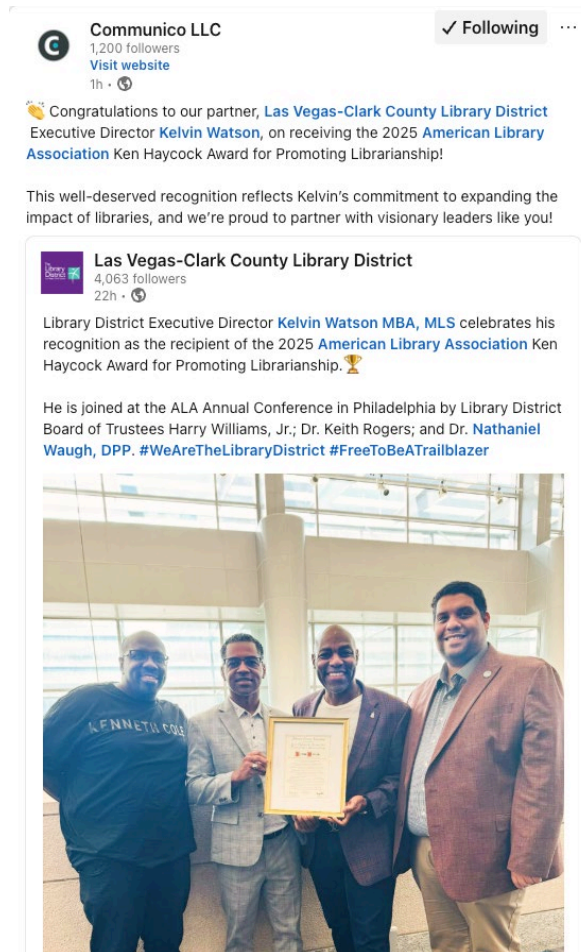 Communico LLC
✓ Following
1,200 followers
Visit website
1h •
👏 Congratulations to our partner, Las Vegas-Clark County Library District
Executive Director Kelvin Watson, on receiving the 2025 American Library
Association Ken Haycock Award for Promoting Librarianship!
This well-deserved recognition reflects Kelvin's commitment to expanding the
impact of libraries, and we're proud to partner with visionary leaders like you!
The
Library
District
Las Vegas-Clark County Library District
4,063 followers
22h •
Library District Executive Director Kelvin Watson MBA, MLS celebrates his
recognition as the recipient of the 2025 American Library Association Ken
Haycock Award for Promoting Librarianship.🏆
He is joined at the ALA Annual Conference in Philadelphia by Library District
Board of Trustees Harry Williams, Jr.; Dr. Keith Rogers; and Dr. Nathaniel
Waugh, DPP. #WeAreTheLibraryDistrict #FreeToBeATrailblazer
KENNETH COLE